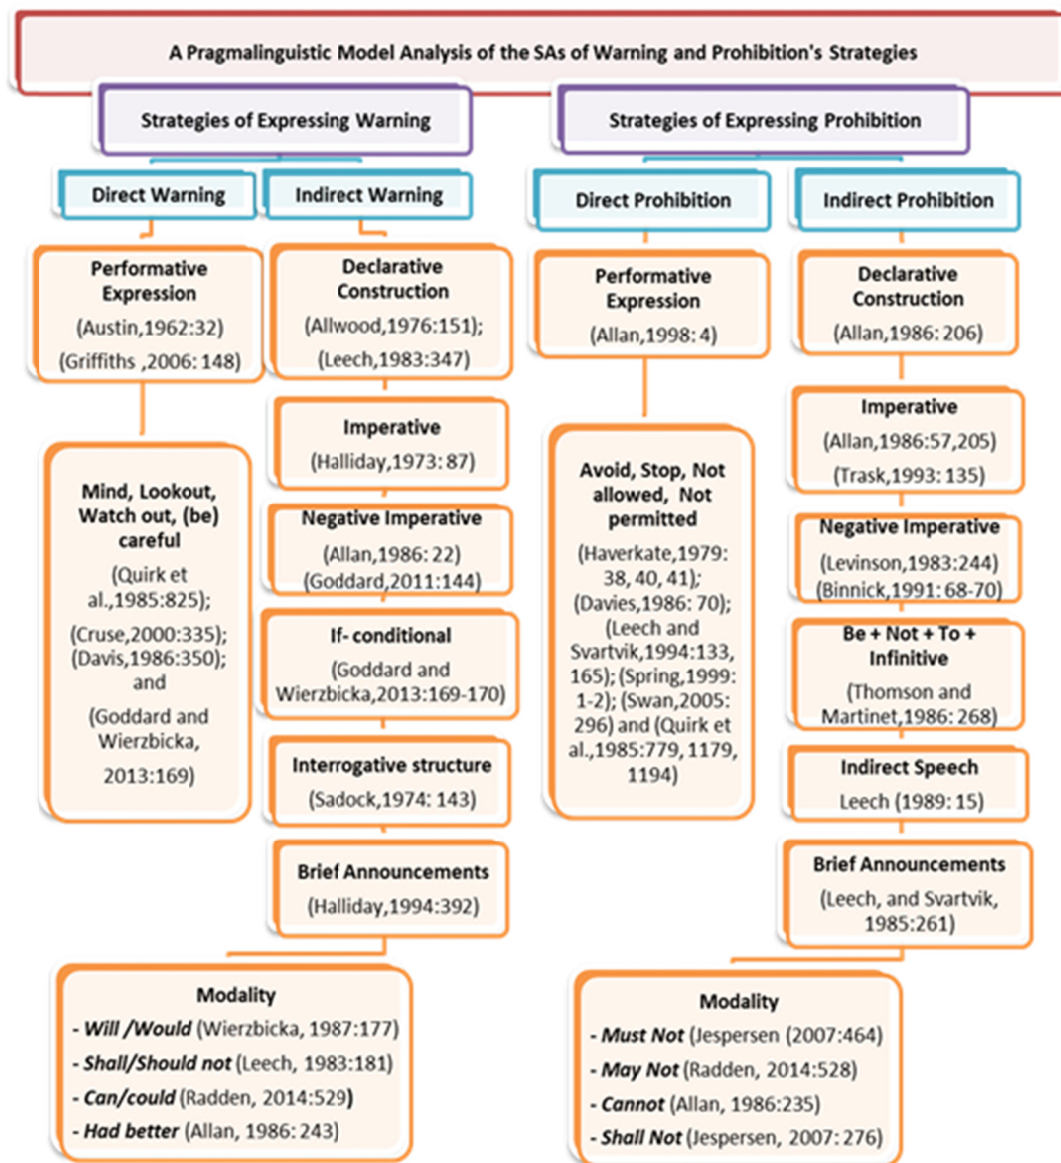 A Pragmalinguistic Model Analysis of the SAs of Warning and Prohibition's Strategies
Strategies of Expressing Warning
Direct Warning
Performative
Expression
(Austin,1962:32)
(Griffiths ,2006: 148)
Mind, Lookout,
Watch out, (be)
careful
(Quirk et
al.,1985:825);
(Cruse,2000:335);
(Davis,1986:350);
and
(Goddard and
Wierzbicka,
2013:169)
Indirect Warning
Declarative
Construction
(Allwood,1976:151);
(Leech,1983:347)
Imperative
(Halliday,1973: 87)
Negative Imperative
(Allan,1986: 22)
(Goddard,2011:144)
If- conditional
(Goddard and
Wierzbicka,2013:169-170)
Interrogative structure
(Sadock,1974: 143)
Brief Announcements
(Halliday,1994:392)
Modality
- Will /Would (Wierzbicka, 1987:177)
- Shall/Should not (Leech, 1983:181)
- Can/could (Radden, 2014:529)
- Had better (Allan, 1986: 243)
Strategies of Expressing Prohibition
Direct Prohibition
Performative
Expression
(Allan,1998: 4)
Avoid, Stop, Not
allowed, Not
permitted
(Haverkate,1979:
38, 40, 41);
(Davies,1986: 70);
(Leech and
Svartvik,1994:133,
165); (Spring,1999:
1-2); (Swan,2005:
296) and (Quirk et
al.,1985:779, 1179,
1194)
Indirect Prohibition
Declarative
Construction
(Allan,1986: 206)
Imperative
(Allan,1986:57,205)
(Trask,1993: 135)
Negative Imperative
(Levinson,1983:244)
(Binnick,1991: 68-70)
Be + Not + To +
Infinitive
(Thomson and
Martinet,1986: 268)
Indirect Speech
Leech (1989: 15)
Brief Announcements
(Leech, and Svartvik,
1985:261)
Modality
- Must Not (Jespersen (2007:464)
- May Not (Radden, 2014:528)
- Cannot (Allan, 1986:235)
- Shall Not (Jespersen, 2007: 276)